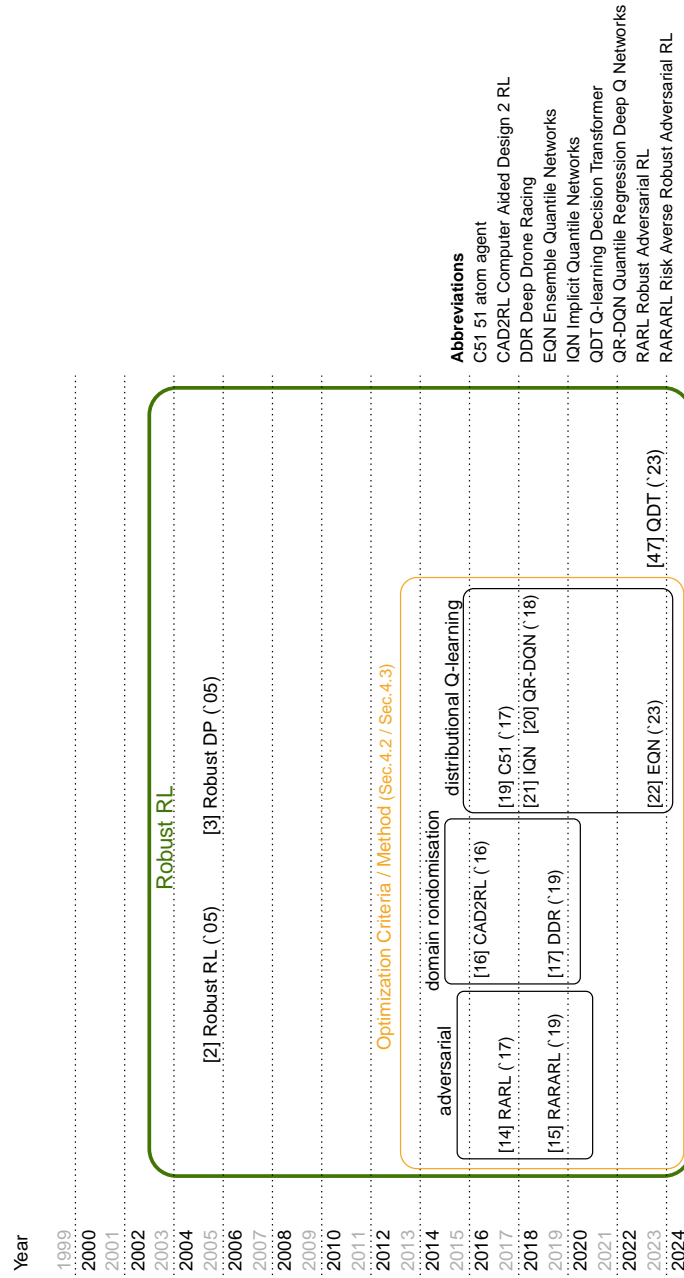 Year
1999
2000
2001
2002
2003
2004
2005
2006
2007
2008
2009
2010
2011
2012
2013
2014
2015
2016
2017
2018
2019
2020
2021
2022
2023
2024
Robust RL
[2] Robust RL (`05)
[3] Robust DP (`05)
Optimization Criteria / Method (Sec.4.2 / Sec.4.3)
adversarial
[14] RARL (`17)
[15] RARARL (`19)
domain rondomisation
[16] CAD2RL (`16)
[17] DDR (`19)
distributional Q-learning
[19] C51 (`17)
[21] IQN [20] QR-DQN (`18)
[22] EQN (`23)
[47] QDT (`23)
Abbreviations
C51 51 atom agent
CAD2RL Computer Aided Design 2 RL
DDR Deep Drone Racing
EQN Ensemble Quantile Networks
IQN Implicit Quantile Networks
QDT Q-learning Decision Transformer
QR-DQN Quantile Regression Deep Q Networks
RARL Robust Adversarial RL
RARARL Risk Averse Robust Adversarial RL